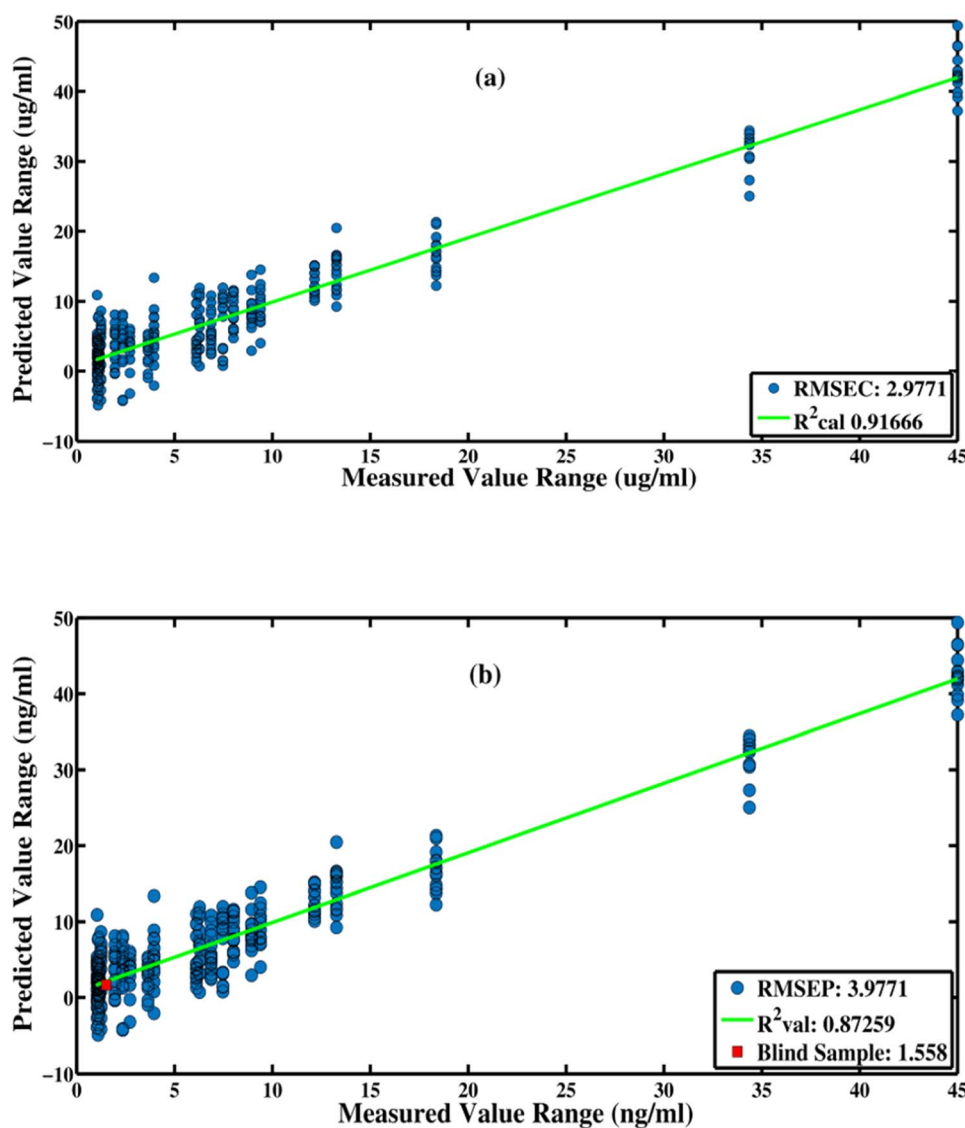 (a)
Predicted Value Range (ug/ml)
50
40
30
20
10
0
−10
0 5 10 15 20 25 30 35 40 45
Measured Value Range (ug/ml)
RMSEC: 2.9771
R²cal 0.91666
(b)
Predicted Value Range (ng/ml)
50
40
30
20
10
0
−10
0 5 10 15 20 25 30 35 40 45
Measured Value Range (ng/ml)
RMSEP: 3.9771
R²val: 0.87259
Blind Sample: 1.558